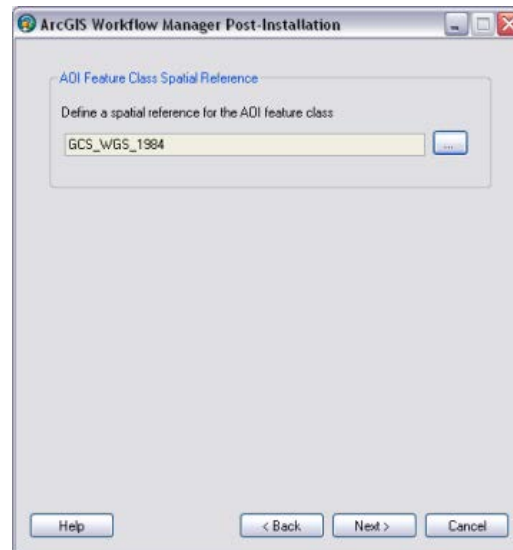 ArcGIS Workflow Manager Post-Installation
AOI Feature Class Spatial Reference
Define a spatial reference for the AOI feature class
GCS_WGS_1984
...
Help
< Back
Next >
Cancel